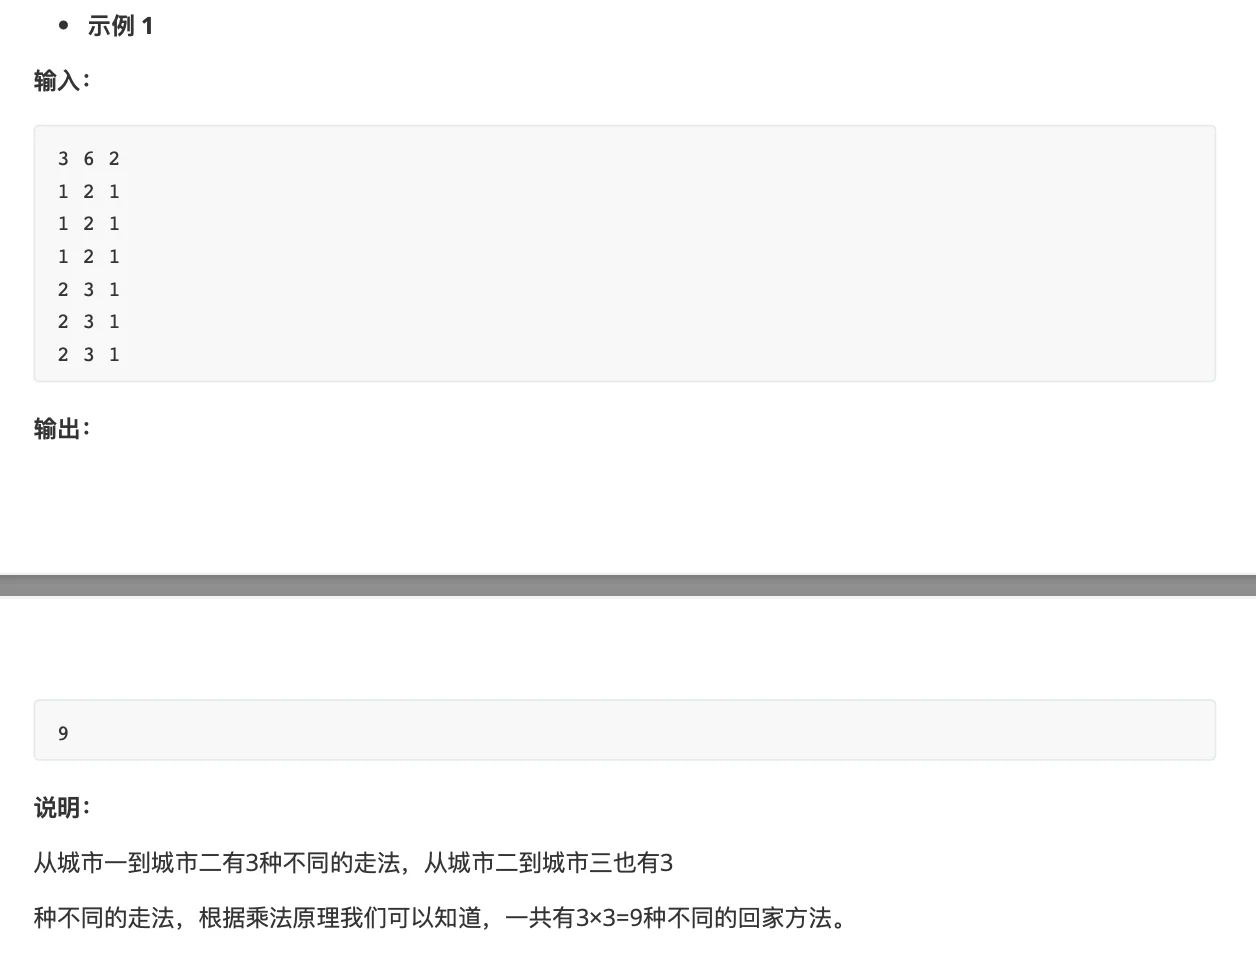 • 示例 1
输入：
3 6 2
1 2 1
1 2 1
1 2 1
2 3 1
2 3 1
2 3 1
输出：
9
说明：
从城市一到城市二有3种不同的走法，从城市二到城市三也有3
种不同的走法，根据乘法原理我们可以知道，一共有3×3=9种不同的回家方法。